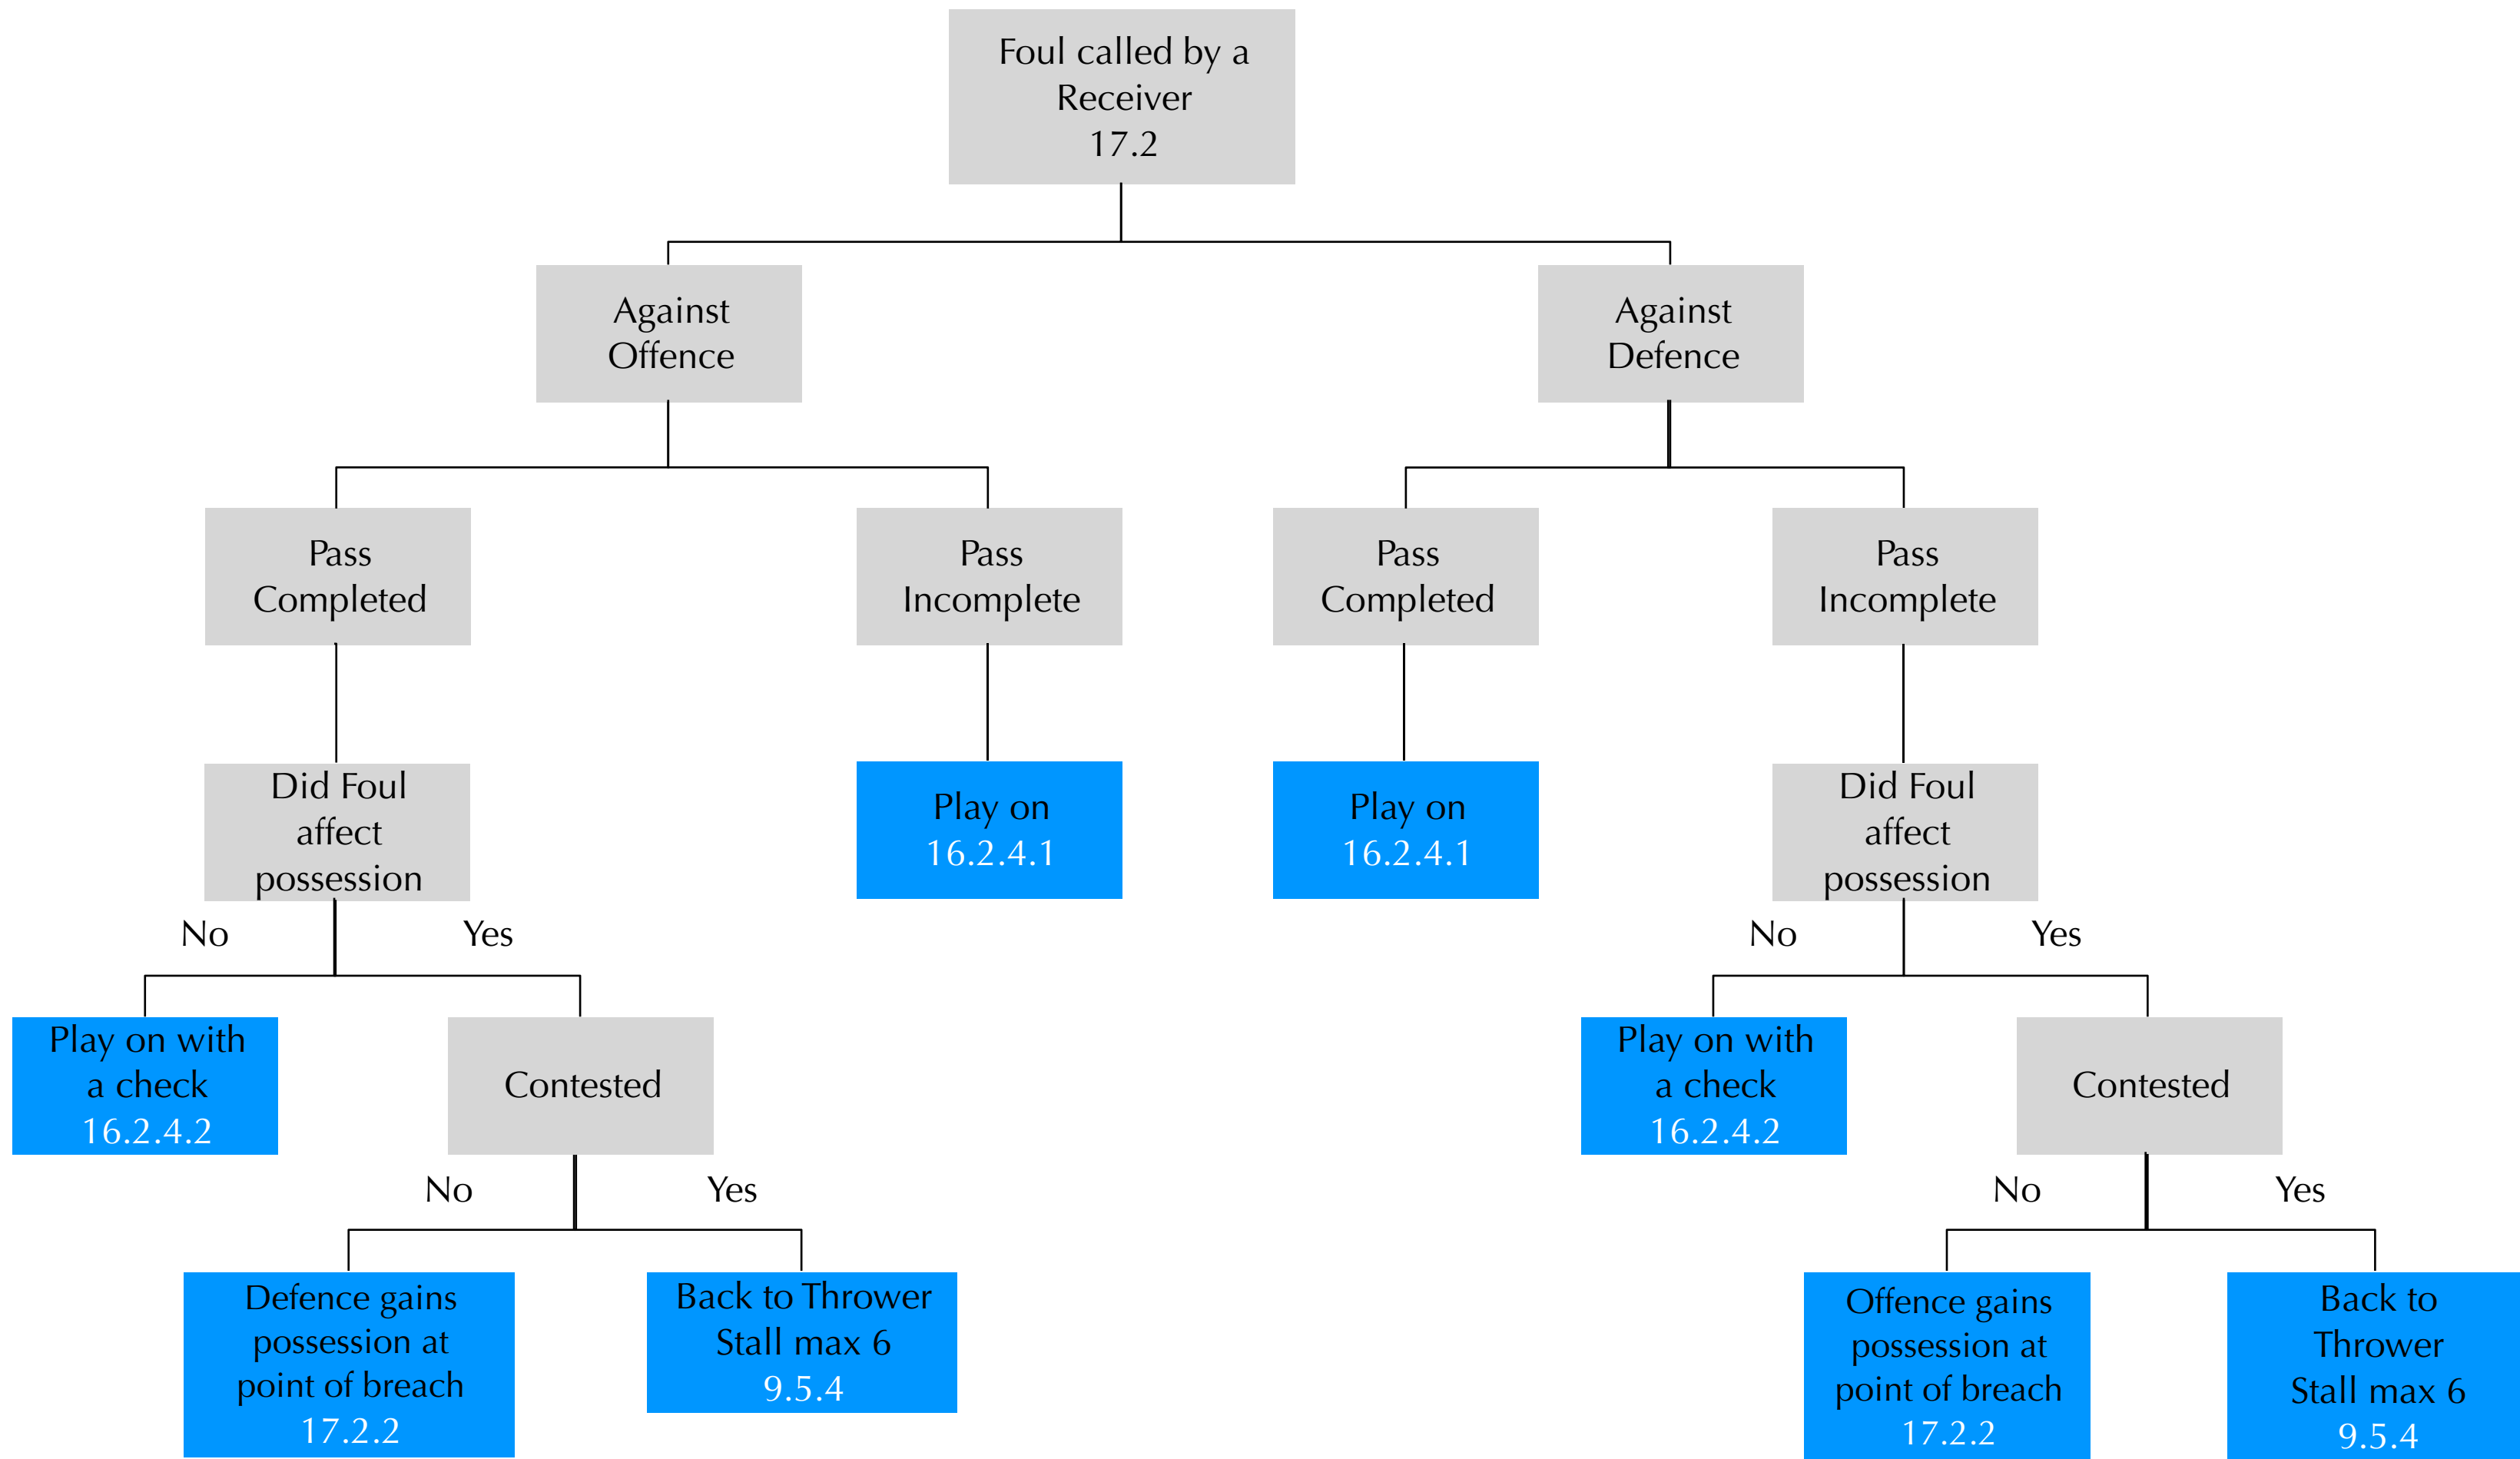 Foul called by a
Receiver
17.2
Against
Offence
Against
Defence
Pass
Completed
Pass
Incomplete
Pass
Completed
Pass
Incomplete
Did Foul
affect
possession
Play on
16.2.4.1
Play on
16.2.4.1
Did Foul
affect
possession
No
Yes
No
Yes
Play on with
a check
16.2.4.2
Contested
Play on with
a check
16.2.4.2
Contested
No
Yes
No
Yes
Defence gains
possession at
point of breach
17.2.2
Back to Thrower
Stall max 6
9.5.4
Offence gains
possession at
point of breach
17.2.2
Back to
Thrower
Stall max 6
9.5.4